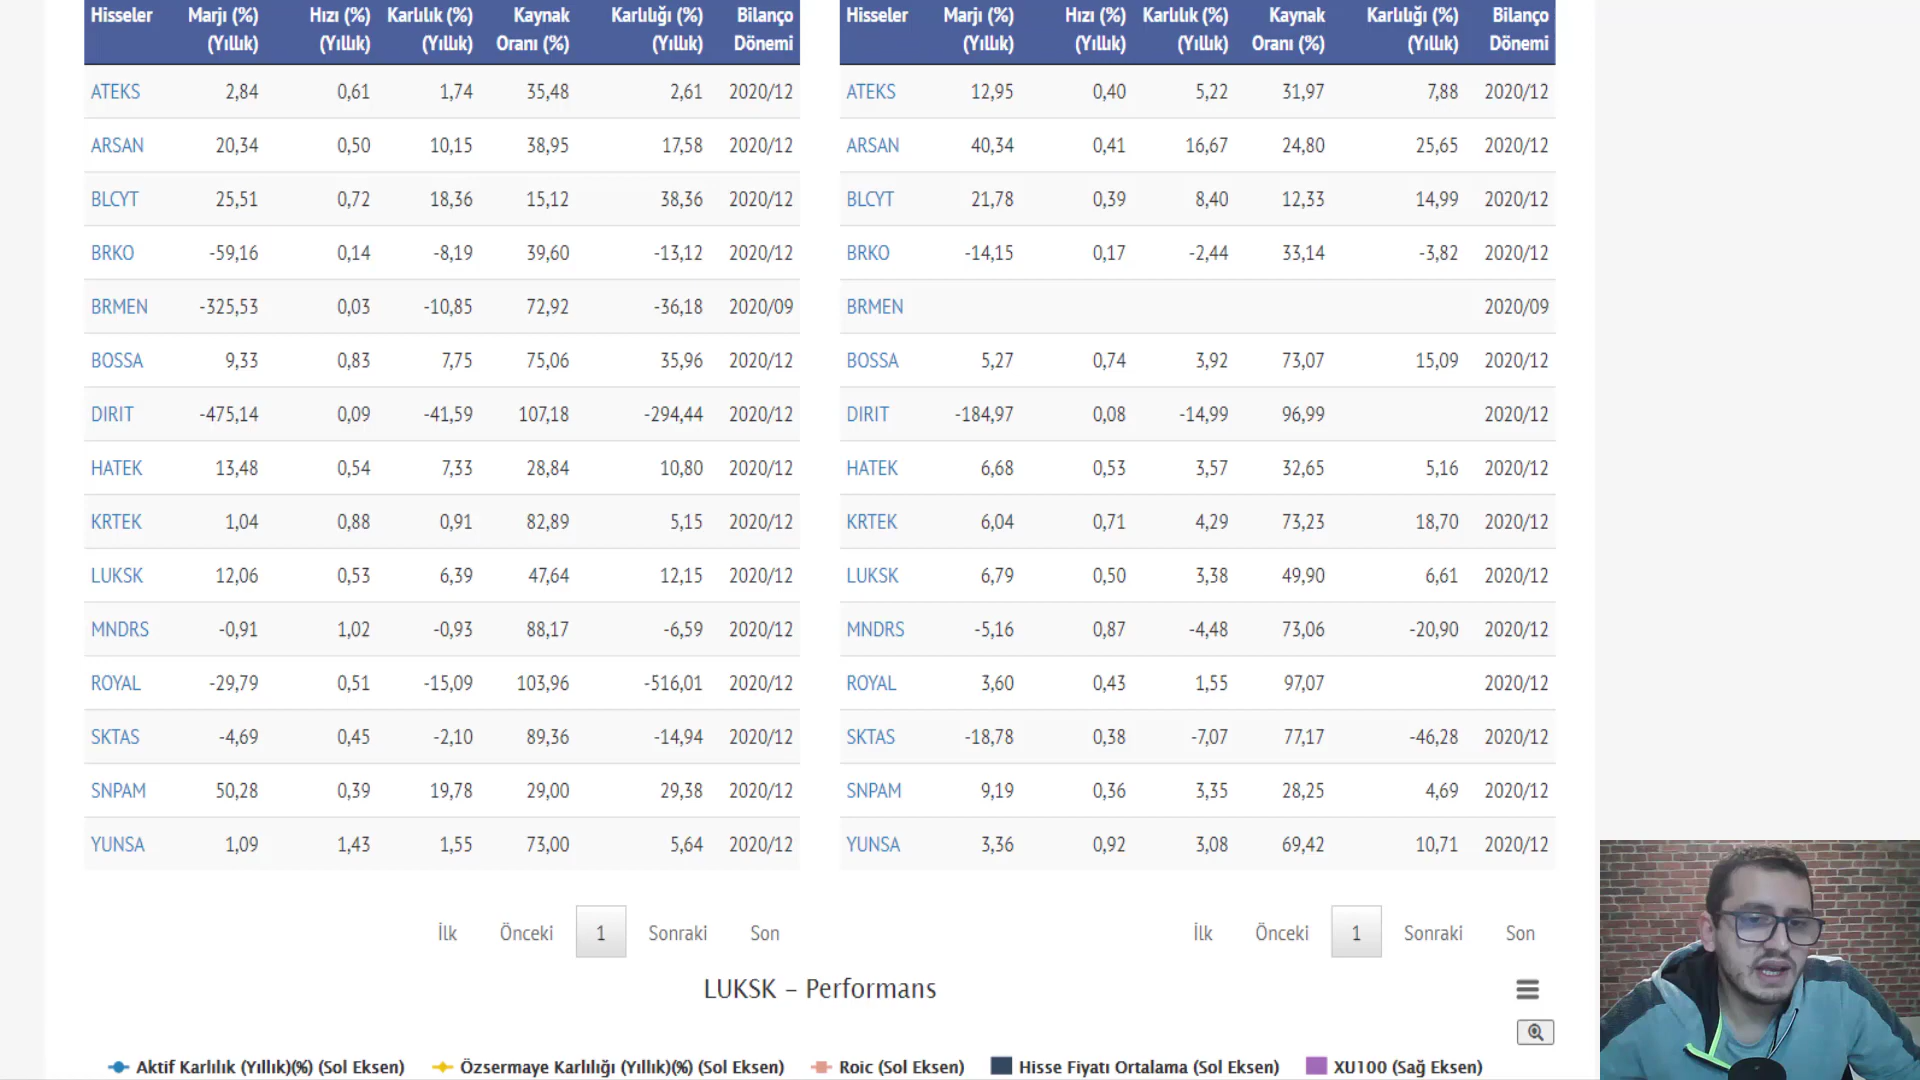 Hisseler Marjı (%) (Yıllık) Hızı (%) (Yıllık) Karlılık (%) (Yıllık) Kaynak Oranı (%) Karlılığı (%) (Yıllık) Bilanço Dönemi
ATEKS 2,84 0,61 1,74 35,48 2,61 2020/12
ARSAN 20,34 0,50 10,15 38,95 17,58 2020/12
BLCYT 25,51 0,72 18,36 15,12 38,36 2020/12
BRKO -59,16 0,14 -8,19 39,60 -13,12 2020/12
BRMEN -325,53 0,03 -10,85 72,92 -36,18 2020/09
BOSSA 9,33 0,83 7,75 75,06 35,96 2020/12
DIRIT -475,14 0,09 -41,59 107,18 -294,44 2020/12
HATEK 13,48 0,54 7,33 28,84 10,80 2020/12
KRTEK 1,04 0,88 0,91 82,89 5,15 2020/12
LUKSK 12,06 0,53 6,39 47,64 12,15 2020/12
MNDRS -0,91 1,02 -0,93 88,17 -6,59 2020/12
ROYAL -29,79 0,51 -15,09 103,96 -516,01 2020/12
SKTAS -4,69 0,45 -2,10 89,36 -14,94 2020/12
SNPAM 50,28 0,39 19,78 29,00 29,38 2020/12
YUNSA 1,09 1,43 1,55 73,00 5,64 2020/12
İlk Önceki 1 Sonraki Son
Hisseler Marjı (%) (Yıllık) Hızı (%) (Yıllık) Karlılık (%) (Yıllık) Kaynak Oranı (%) Karlılığı (%) (Yıllık) Bilanço Dönemi
ATEKS 12,95 0,40 5,22 31,97 7,88 2020/12
ARSAN 40,34 0,41 16,67 24,80 25,65 2020/12
BLCYT 21,78 0,39 8,40 12,33 14,99 2020/12
BRKO -14,15 0,17 -2,44 33,14 -3,82 2020/12
BRMEN 2020/09
BOSSA 5,27 0,74 3,92 73,07 15,09 2020/12
DIRIT -184,97 0,08 -14,99 96,99 2020/12
HATEK 6,68 0,53 3,57 32,65 5,16 2020/12
KRTEK 6,04 0,71 4,29 73,23 18,70 2020/12
LUKSK 6,79 0,50 3,38 49,90 6,61 2020/12
MNDRS -5,16 0,87 -4,48 73,06 -20,90 2020/12
ROYAL 3,60 0,43 1,55 97,07 2020/12
SKTAS -18,78 0,38 -7,07 77,17 -46,28 2020/12
SNPAM 9,19 0,36 3,35 28,25 4,69 2020/12
YUNSA 3,36 0,92 3,08 69,42 10,71 2020/12
İlk Önceki 1 Sonraki Son
LUKSK – Performans
Aktif Karlılık (Yıllık)(%) (Sol Eksen) Özsermaye Karlılığı (Yıllık)(%) (Sol Eksen) Roic (Sol Eksen) Hisse Fiyatı Ortalama (Sol Eksen) XU100 (Sağ Eksen)